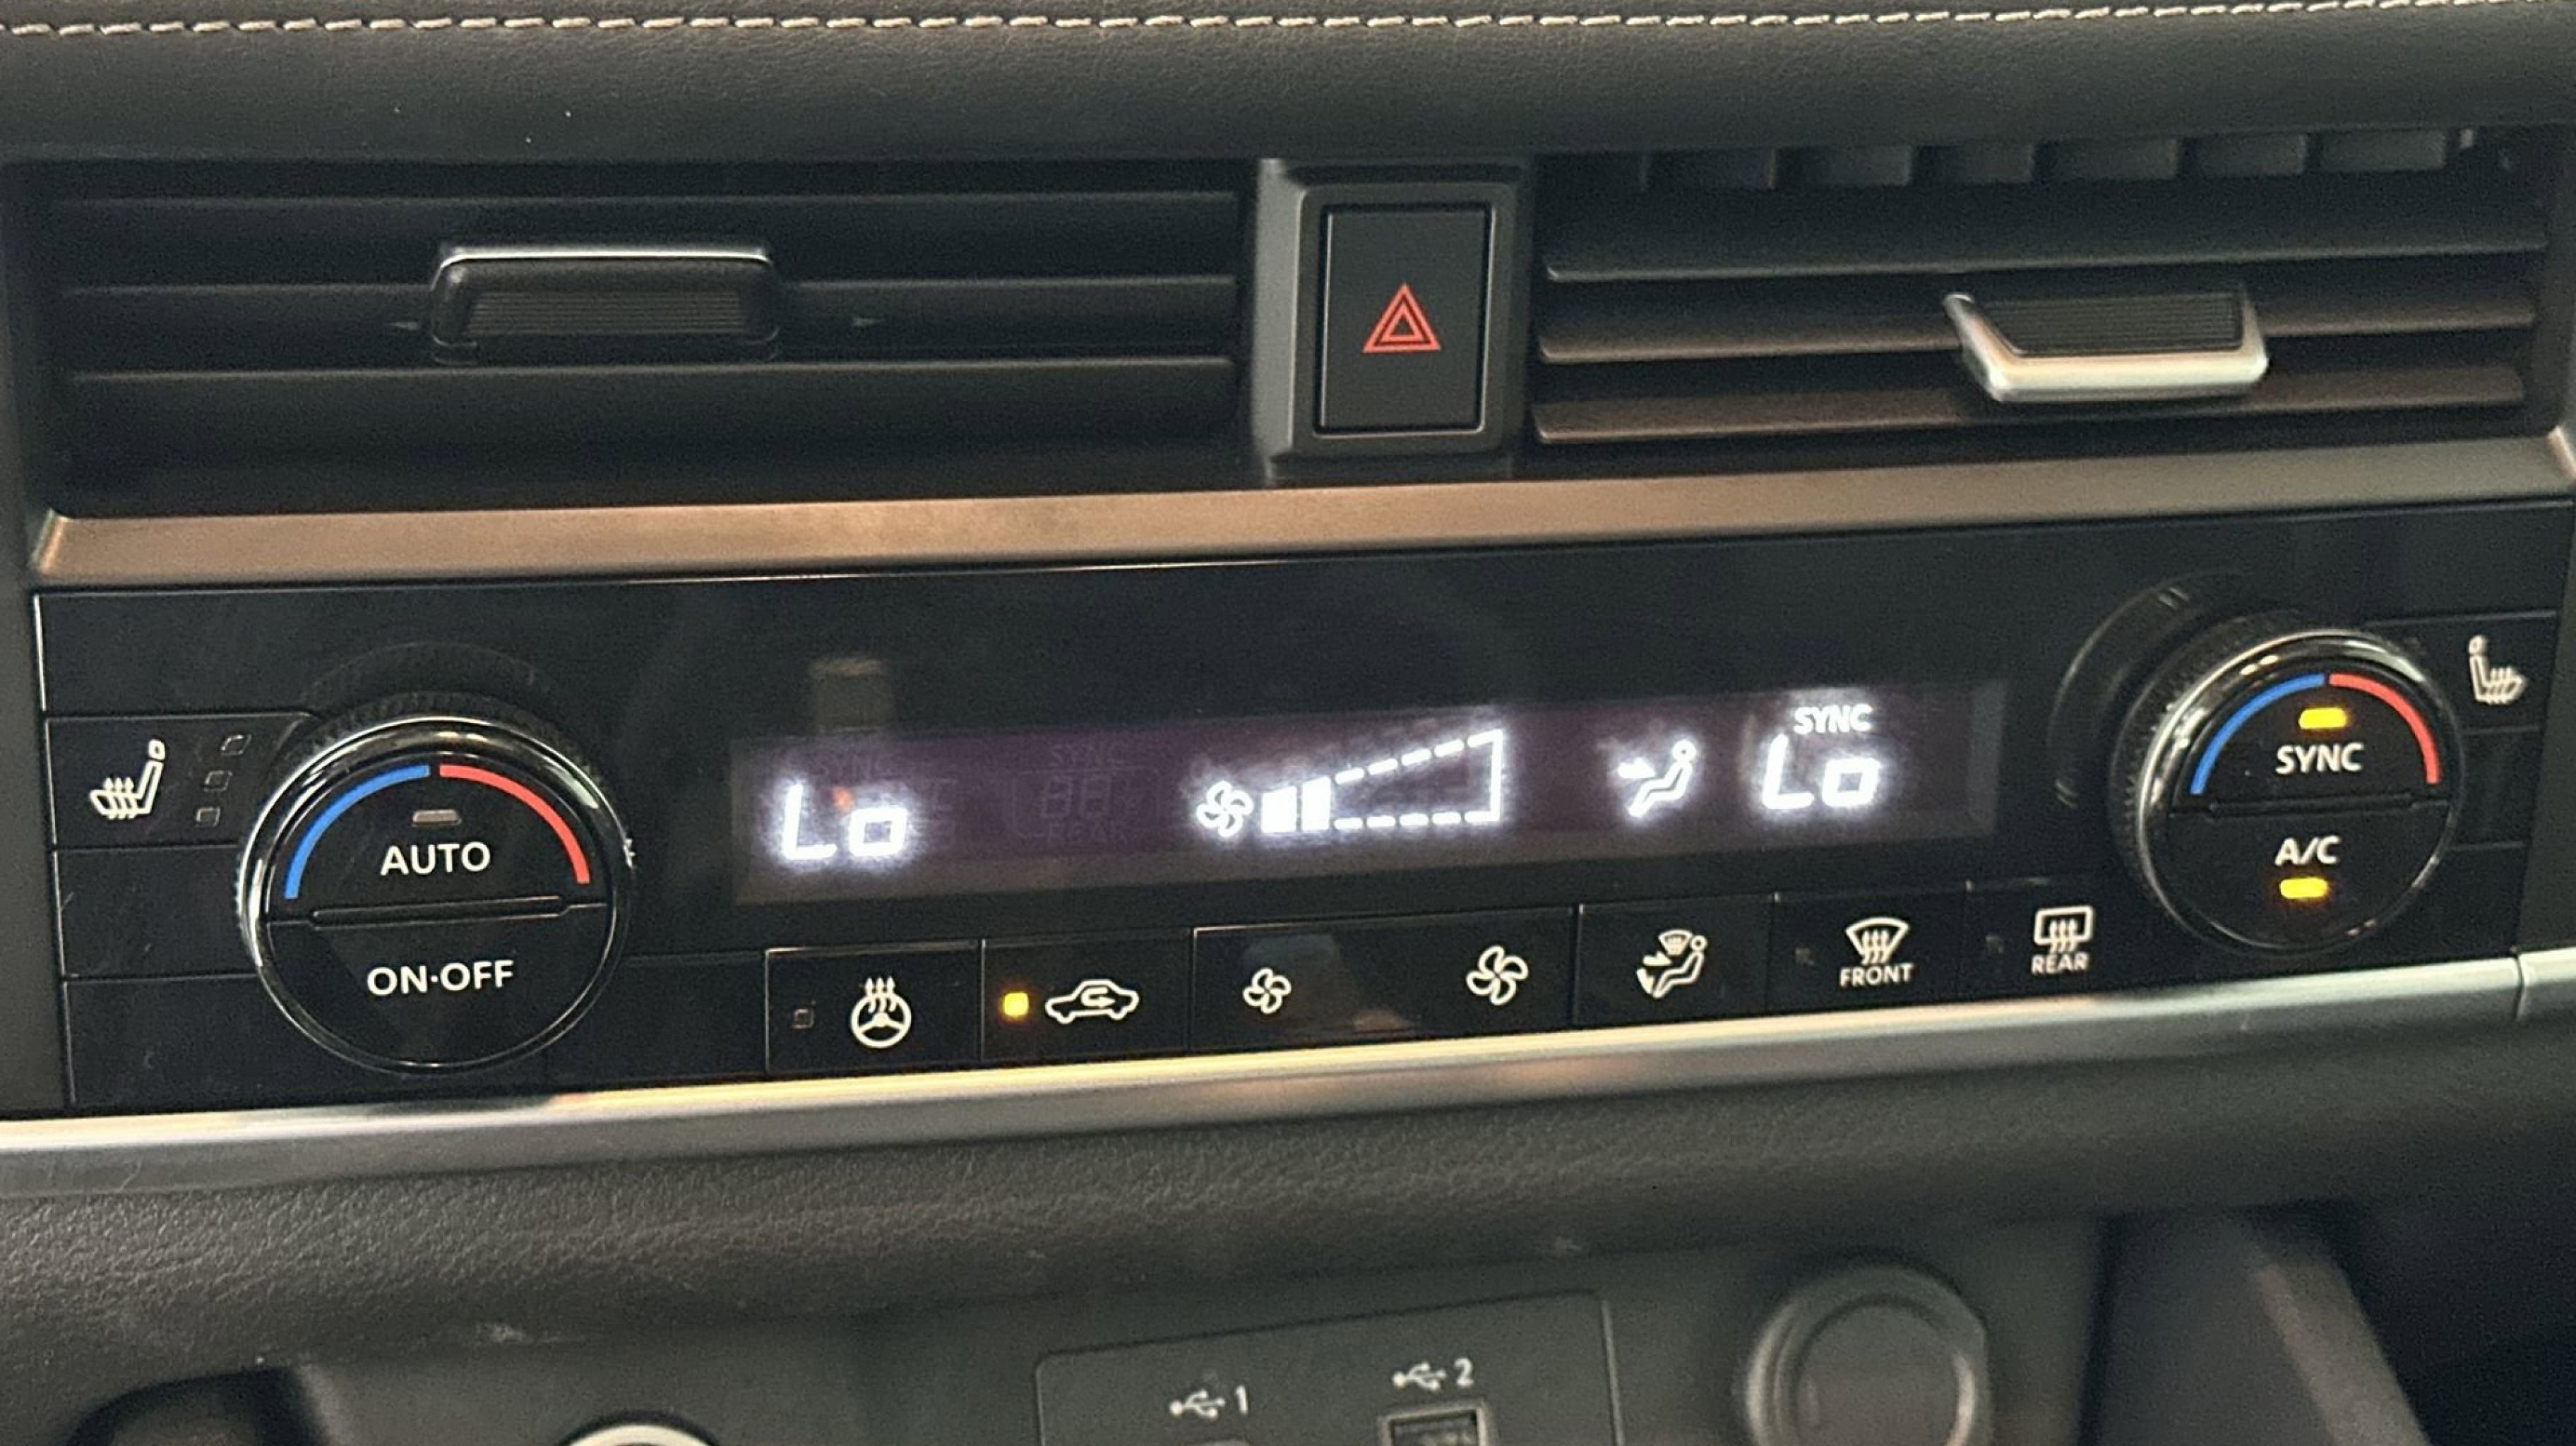 SYNC
Lo
Lo
SYNC
AUTO
A/C
ON·OFF
FRONT
REAR
1
2